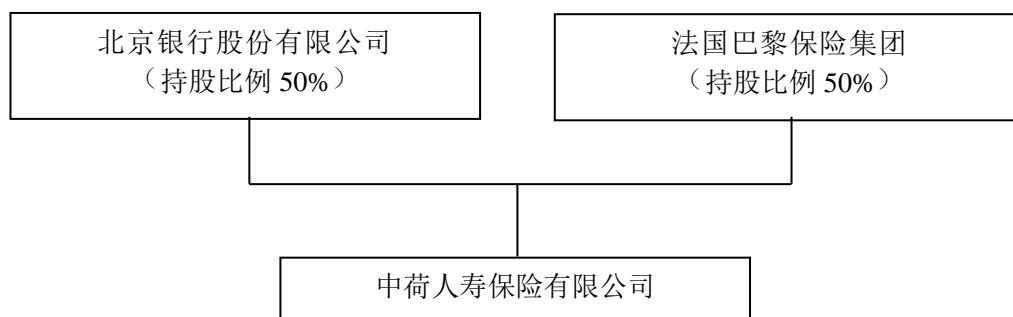 北京银行股份有限公司
（持股比例 50%）
法国巴黎保险集团
（持股比例 50%）
中荷人寿保险有限公司